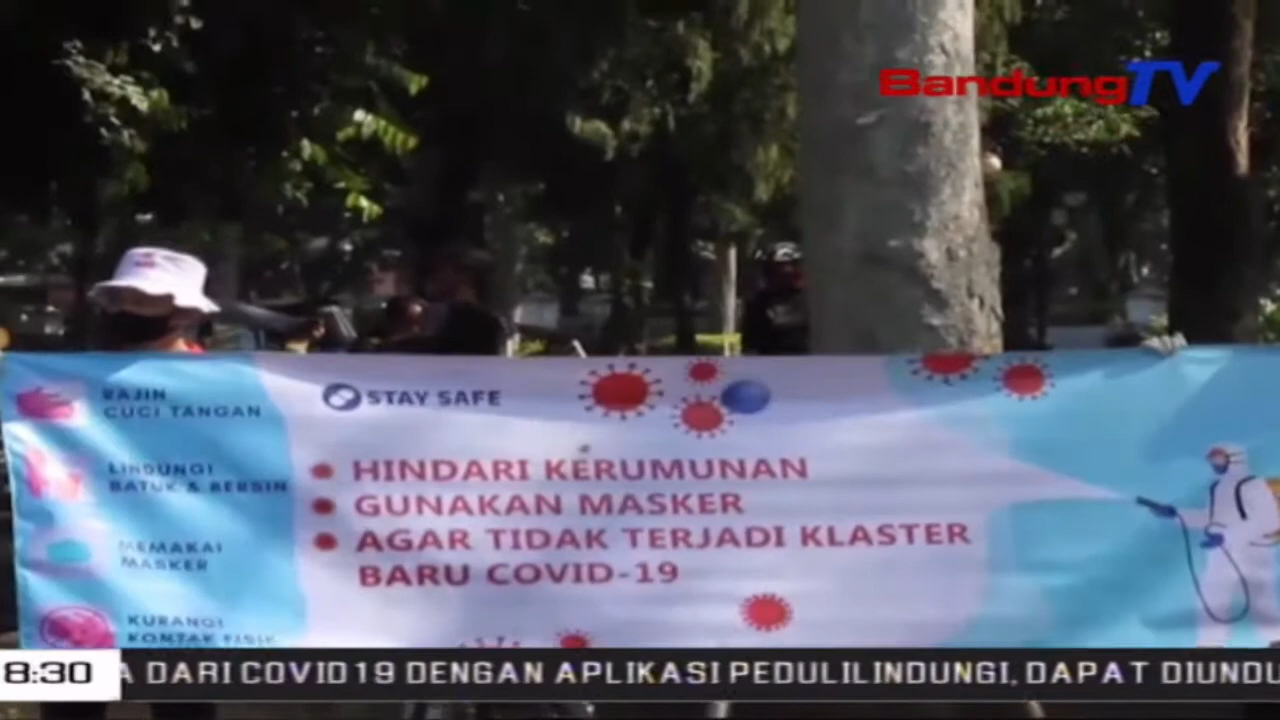 BandungTV
RAJIN
CUCI TANGAN
LINDUNGI
BATUK & BERSIN
MEMAKAI
MASKER
KURANGI
KONTAK FISIK
STAY SAFE
HINDARI KERUMUNAN
GUNAKAN MASKER
AGAR TIDAK TERJADI KLASTER
BARU COVID-19
8:30
A DARI COVID19 DENGAN APLIKASI PEDULILINDUNGI, DAPAT DIUNDU